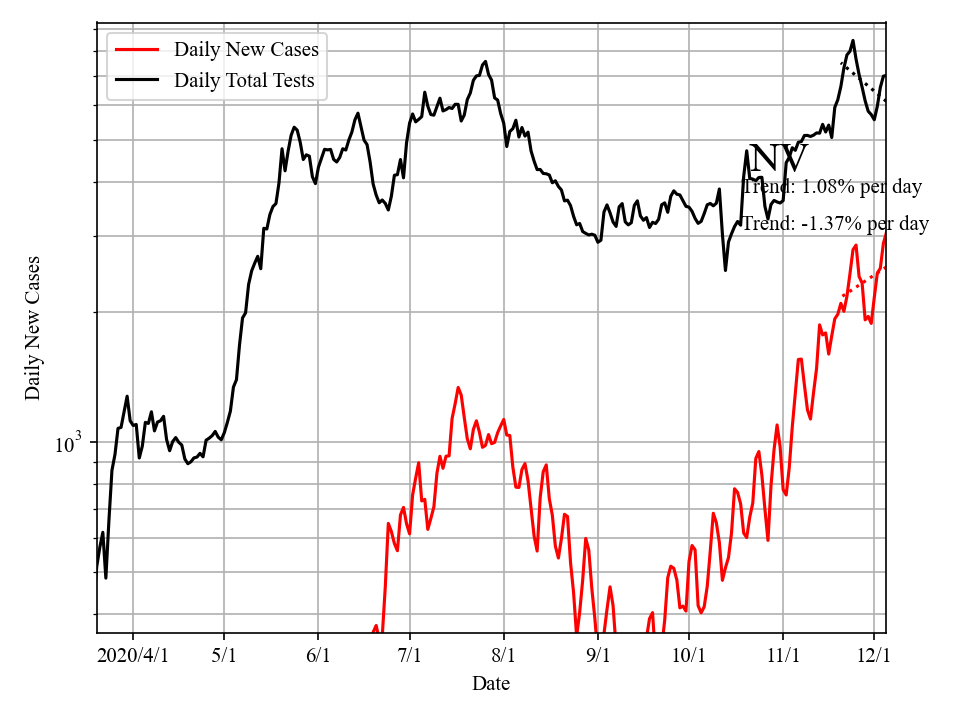 Daily New Cases
Daily Total Tests
NV
Trend: 1.08% per day
Trend: -1.37% per day
Daily New Cases
10^3
2020/4/1 5/1 6/1 7/1 8/1 9/1 10/1 11/1 12/1
Date